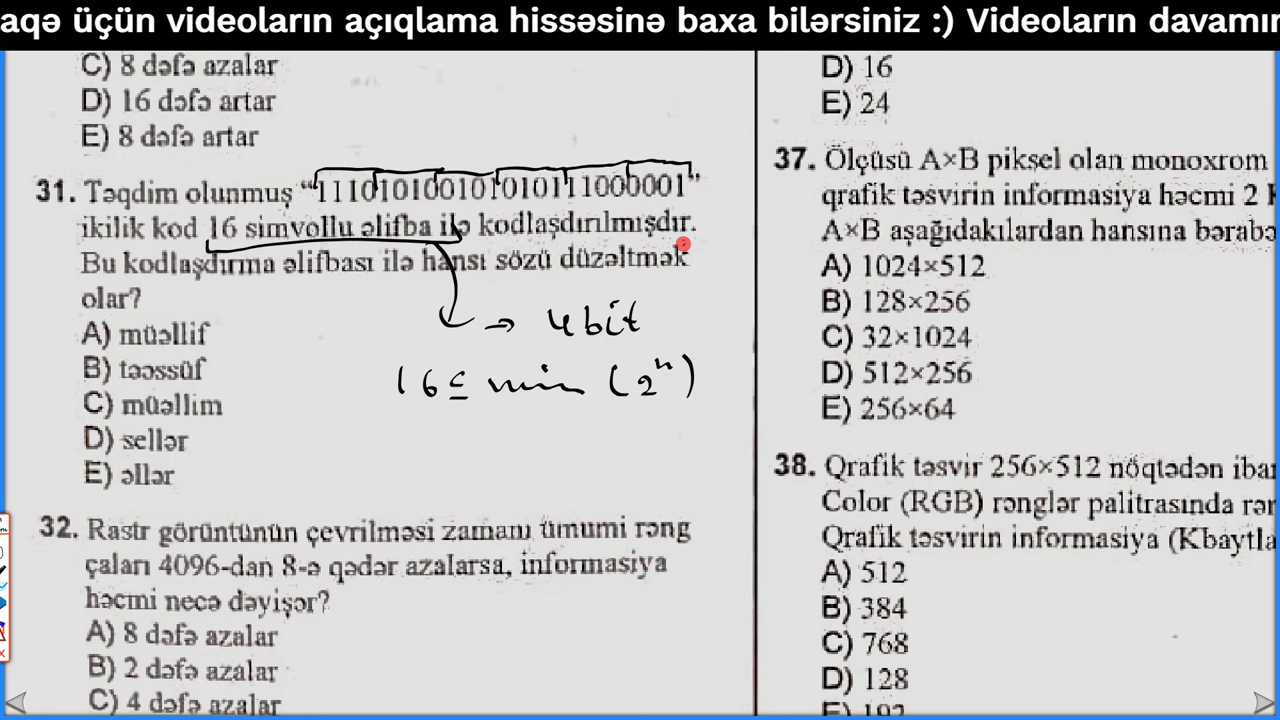 aqə üçün videoların açıqlama hissəsinə baxa bilərsiniz :) Videoların davamır
C) 8 dəfə azalar
D) 16 dəfə artar
E) 8 dəfə artar
31. Təqdim olunmuş “111101010010101011100001”
ikilik kod 16 simvollu əlifba ilə kodlaşdırılmışdır.
Bu kodlaşdırma əlifbası ilə hansı sözü düzəltmək
olar?
A) müəllif
B) təəssüf
C) müəllim
D) sellər
E) əllər
→ 4 bit
16 ≤ min (2ⁿ)
32. Rastr görüntünün çevrilməsi zamanı ümumi rəng
çaları 4096-dan 8-ə qədər azalarsa, informasiya
həcmi necə dəyişər?
A) 8 dəfə azalar
B) 2 dəfə azalar
C) 4 dəfə azalar
D) 16
E) 24
37. Ölçüsü A×B piksel olan monoxrom
qrafik təsvirin informasiya həcmi 2
A×B aşağıdakılardan hansına bərabə
A) 1024×512
B) 128×256
C) 32×1024
D) 512×256
E) 256×64
38. Qrafik təsvir 256×512 nöqtədən ibar
Color (RGB) rənglər palitrasında rər
Qrafik təsvirin informasiya (Kbaytla
A) 512
B) 384
C) 768
D) 128
E) 192